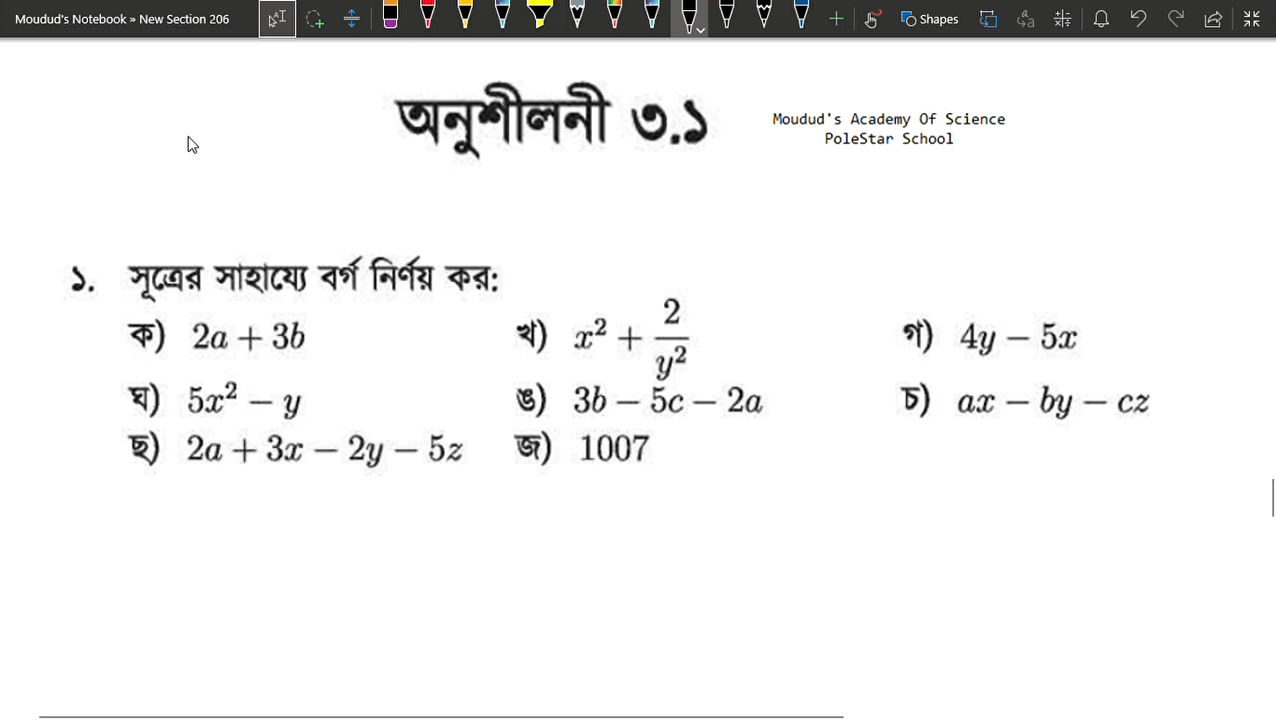 Moudud's Notebook » New Section 206
Shapes
অনুশীলনী ৩.১
Moudud's Academy Of Science
PoleStar School
১. সূত্রের সাহায্যে বর্গ নির্ণয় কর:
ক) 2a + 3b খ) x² + 2/y² গ) 4y − 5x
ঘ) 5x² − y ঙ) 3b − 5c − 2a চ) ax − by − cz
ছ) 2a + 3x − 2y − 5z জ) 1007